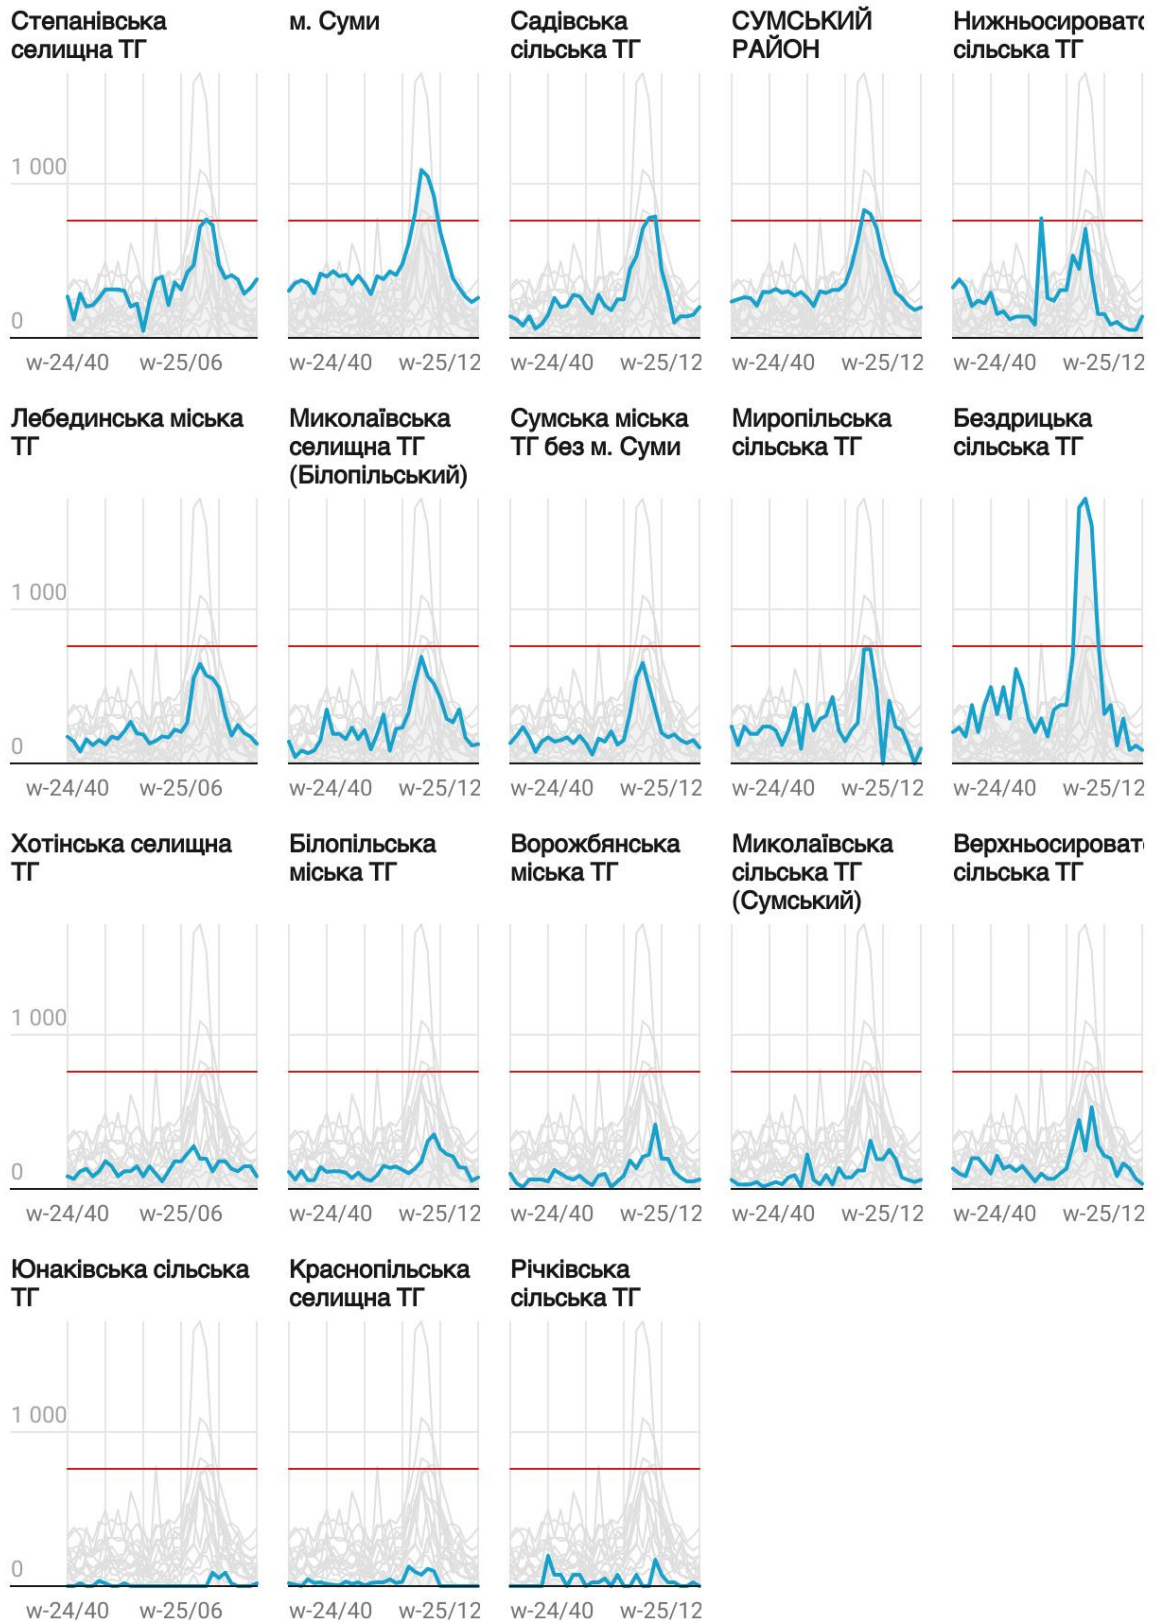 Степанівська
селищна ТГ
м. Суми
Садівська
сільська ТГ
СУМСЬКИЙ
РАЙОН
Нижньосировато
сільська ТГ
1 000
0
w-24/40 w-25/06
w-24/40 w-25/12
w-24/40 w-25/12
w-24/40 w-25/12
w-24/40 w-25/12
Лебединська міська
ТГ
Миколаївська
селищна ТГ
(Білопільський)
Сумська міська
ТГ без м. Суми
Миропільська
сільська ТГ
Бездрицька
сільська ТГ
1 000
0
w-24/40 w-25/06
w-24/40 w-25/12
w-24/40 w-25/12
w-24/40 w-25/12
w-24/40 w-25/12
Хотінська селищна
ТГ
Білопільська
міська ТГ
Ворожбянська
міська ТГ
Миколаївська
сільська ТГ
(Сумський)
Верхньосироват
сільська ТГ
1 000
0
w-24/40 w-25/06
w-24/40 w-25/12
w-24/40 w-25/12
w-24/40 w-25/12
w-24/40 w-25/12
Юнаківська сільська
ТГ
Краснопільська
селищна ТГ
Річківська
сільська ТГ
1 000
0
w-24/40 w-25/06
w-24/40 w-25/12
w-24/40 w-25/12